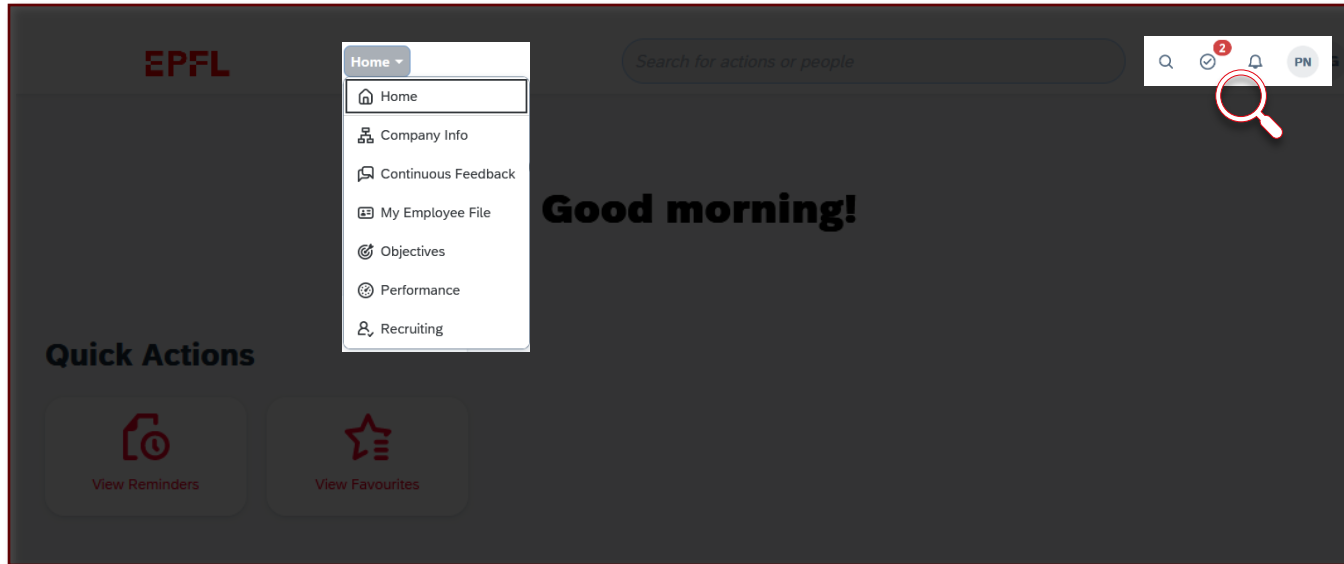 EPFL
Home
Search for actions or people
2
PN
Home
Company Info
Continuous Feedback
My Employee File
Objectives
Performance
Recruiting
Good morning!
Quick Actions
View Reminders
View Favourites